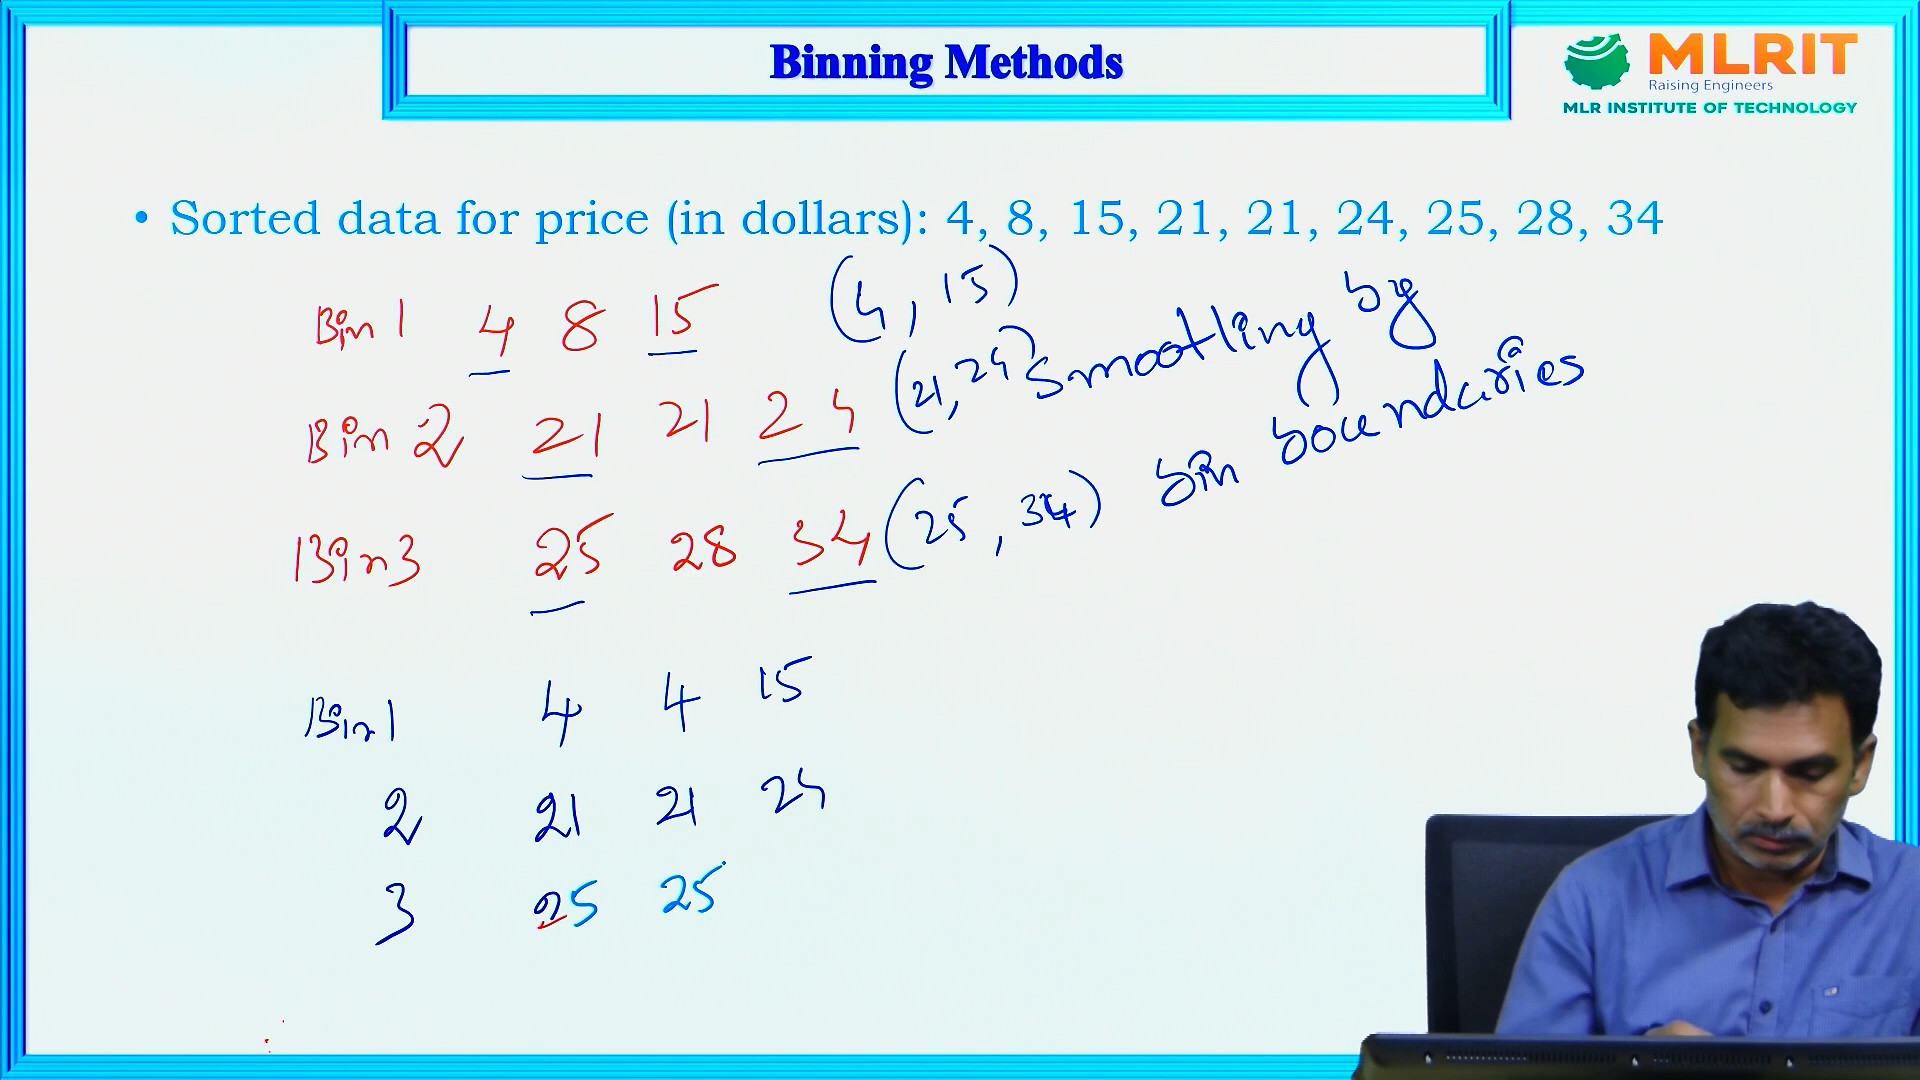 Binning Methods
MLRIT
Raising Engineers
MLR INSTITUTE OF TECHNOLOGY
• Sorted data for price (in dollars): 4, 8, 15, 21, 21, 24, 25, 28, 34
Bin 1 4 8 15 (4, 15)
Bin 2 21 21 24 (21, 24)
Bin 3 25 28 34 (25, 34)
Smoothing by
bin boundaries
Bin 1 4 4 15
2 21 21 24
3 25 25